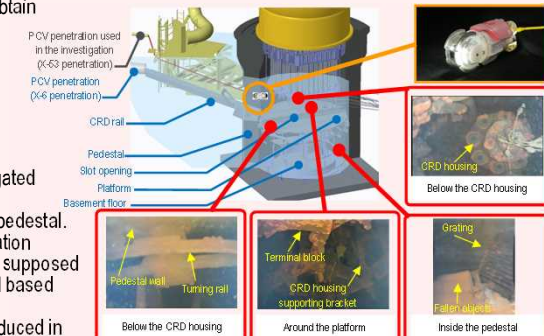 btain
gated
pedestal.
ation
supposed
l based
duced in
PCV penetration used
in the investigation
(X-53 penetration)
PCV penetration
(X-6 penetration)
CRD rail
Pedestal
Slot opening
Platform
Basement floor
CRD housing
Below the CRD housing
Pedestal wall
Turning rail
Below the CRD housing
Terminal block
CRD housing
supporting bracket
Around the platform
Grating
Fallen objects
Inside the pedestal